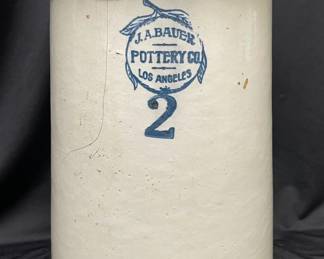 J.A. BAUER
POTTERY CO.
LOS ANGELES
2